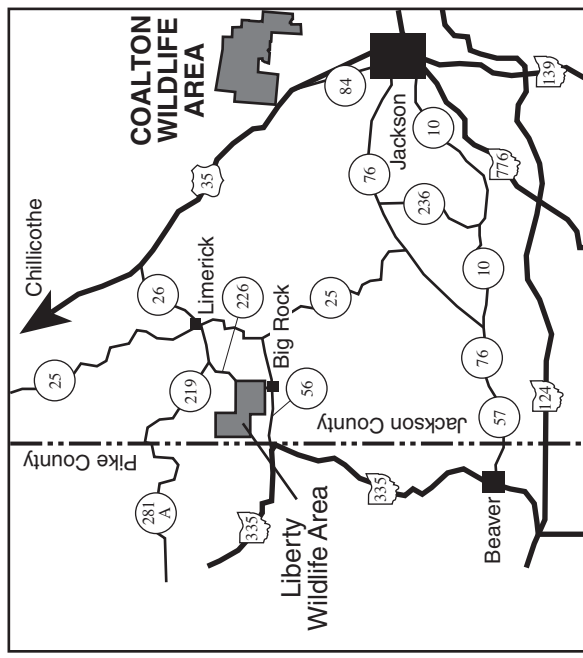 Chillicothe
25
Pike County
COALTON
WILDLIFE
AREA
281
A
26
219
Limerick
35
226
335
Big Rock
Liberty
Wildlife Area
56
25
84
76
335
Jackson
236
10
Jackson County
139
76
10
Beaver
776
57
124